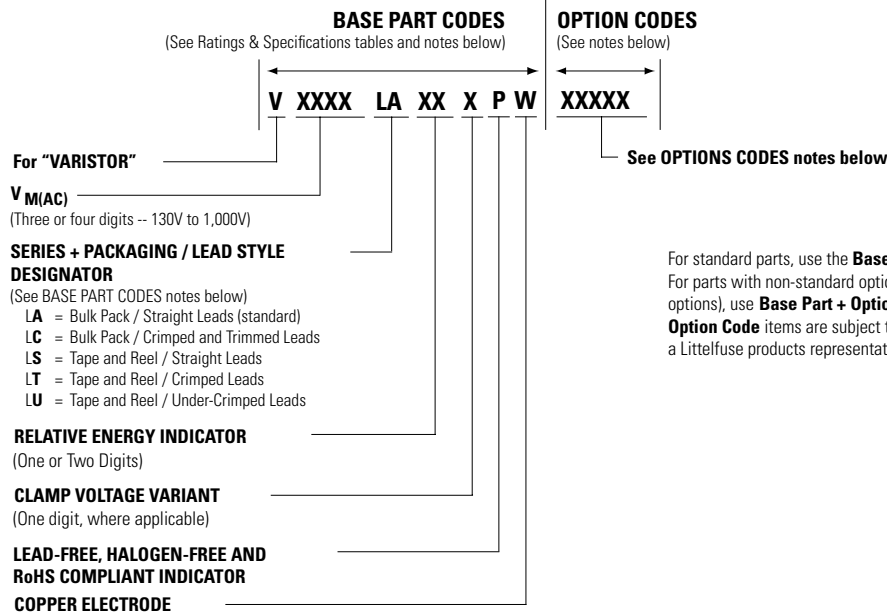 BASE PART CODES
(See Ratings & Specifications tables and notes below)
OPTION CODES
(See notes below)
V XXXX LA XX X P W XXXXX
For “VARISTOR”
See OPTIONS CODES notes below
V M(AC)
(Three or four digits -- 130V to 1,000V)
SERIES + PACKAGING / LEAD STYLE
DESIGNATOR
(See BASE PART CODES notes below)
LA = Bulk Pack / Straight Leads (standard)
LC = Bulk Pack / Crimped and Trimmed Leads
LS = Tape and Reel / Straight Leads
LT = Tape and Reel / Crimped Leads
LU = Tape and Reel / Under-Crimped Leads
For standard parts, use the Base
For parts with non-standard
options), use Base Part +
Option Code items are subject
a Littelfuse products
RELATIVE ENERGY INDICATOR
(One or Two Digits)
CLAMP VOLTAGE VARIANT
(One digit, where applicable)
LEAD-FREE, HALOGEN-FREE AND
RoHS COMPLIANT INDICATOR
COPPER ELECTRODE